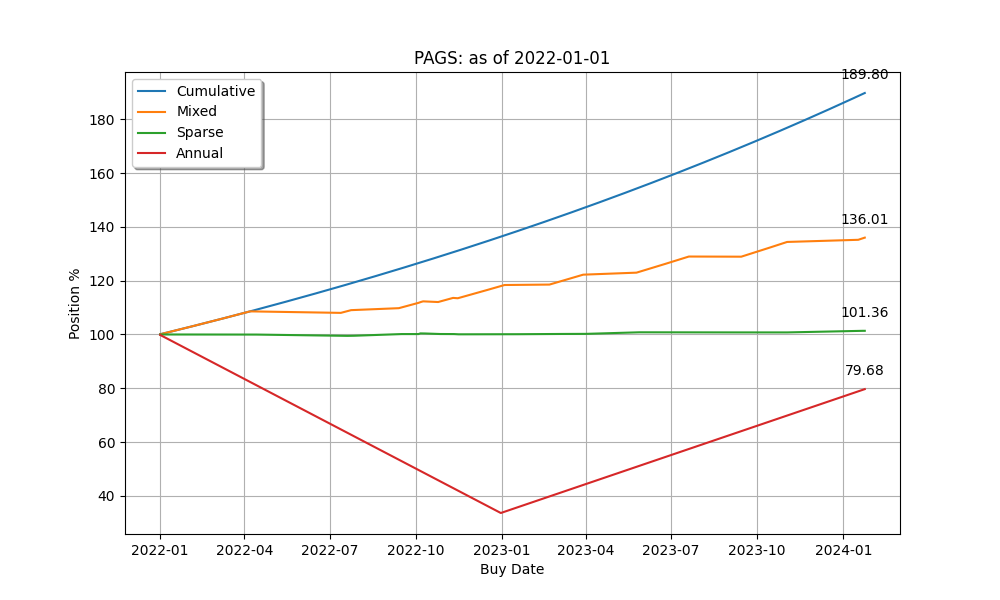 PAGS: as of 2022-01-01
189.80
Cumulative
Mixed
Sparse
Annual
136.01
101.36
79.68
Position %
180
160
140
120
100
80
60
40
2022-01 2022-04 2022-07 2022-10 2023-01 2023-04 2023-07 2023-10 2024-01
Buy Date